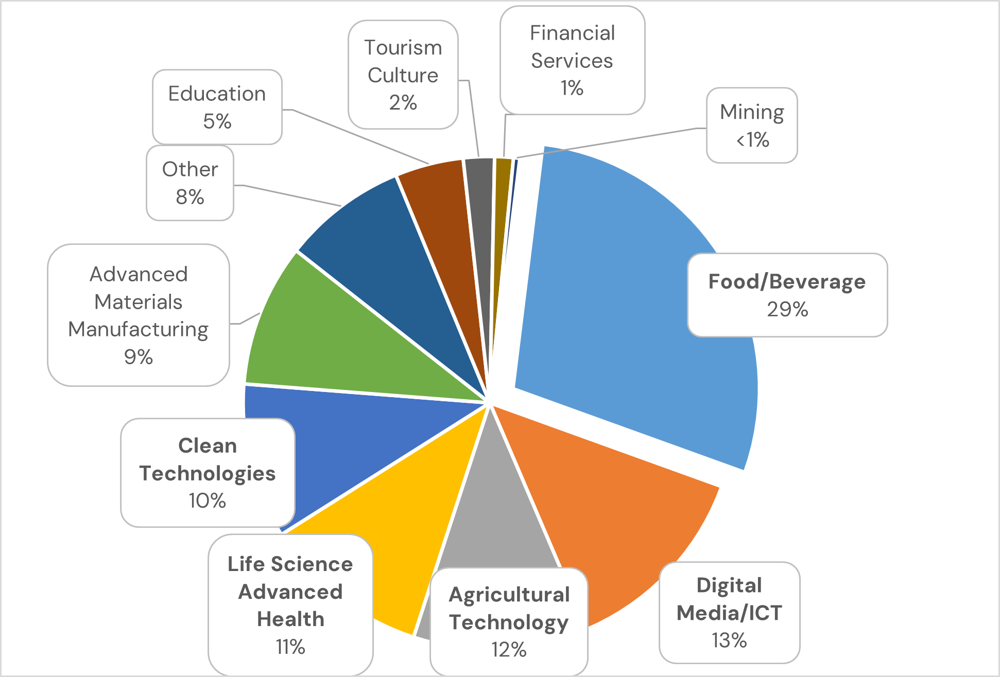 Financial
Services
1%
Tourism
Culture
2%
Education
5%
Mining
<1%
Other
8%
Advanced
Materials
Manufacturing
9%
Food/Beverage
29%
Clean
Technologies
10%
Life Science
Advanced
Health
11%
Agricultural
Technology
12%
Digital
Media/ICT
13%